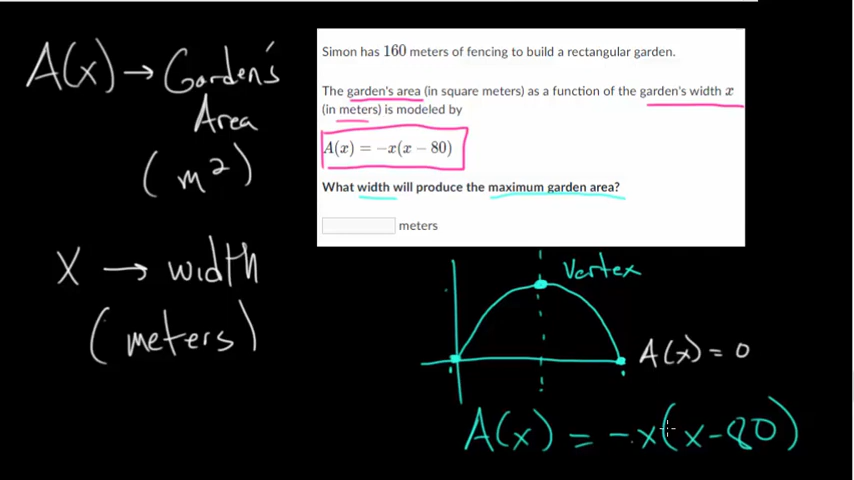 A(x) → Garden's
Area
(m²)
x → width
(meters)
Simon has 160 meters of fencing to build a rectangular garden.
The garden's area (in square meters) as a function of the garden's width x
(in meters) is modeled by
A(x) = −x(x − 80)
What width will produce the maximum garden area?
meters
Vertex
A(x) = 0
A(x) = -x(x-80)